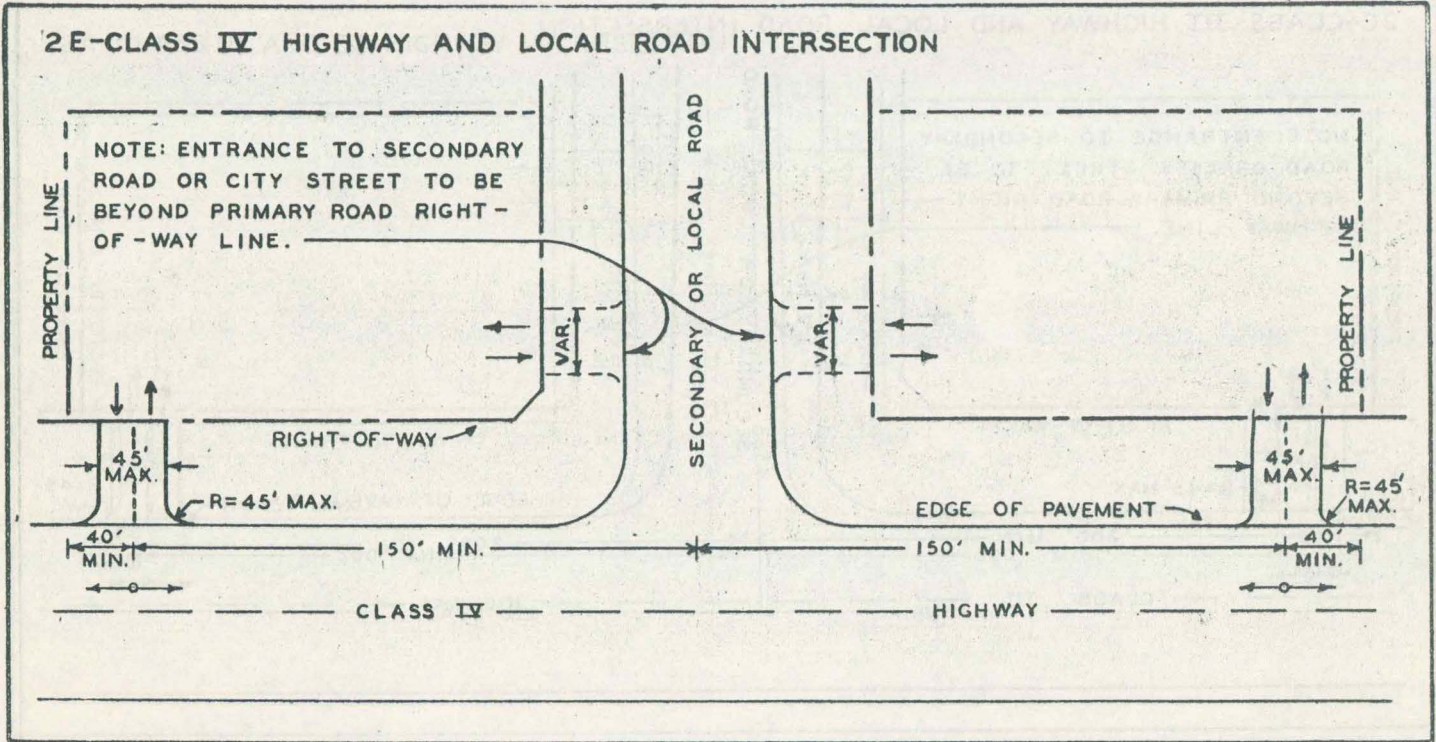 2E-CLASS IV HIGHWAY AND LOCAL ROAD INTERSECTION
NOTE: ENTRANCE TO SECONDARY
ROAD OR CITY STREET TO BE
BEYOND PRIMARY ROAD RIGHT-
OF-WAY LINE.
PROPERTY LINE
VAR.
SECONDARY OR LOCAL ROAD
VAR.
PROPERTY LINE
RIGHT-OF-WAY
45'
MAX.
R=45' MAX.
EDGE OF PAVEMENT
45'
MAX.
R=45'
MAX.
40'
MIN.
150' MIN.
150' MIN.
40'
MIN.
CLASS IV
HIGHWAY